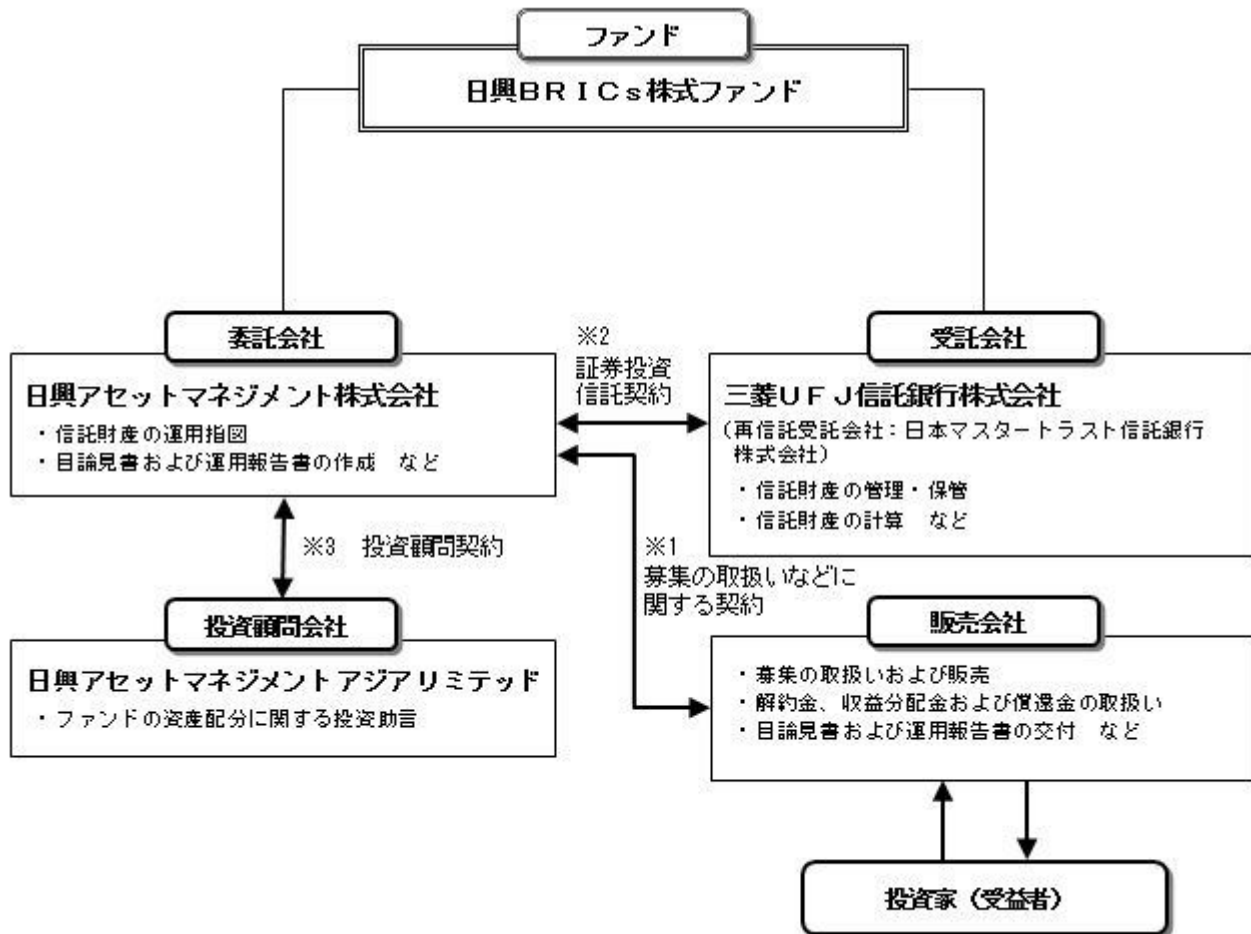 ファンド
日興ＢＲＩＣｓ株式ファンド
委託会社
日興アセットマネジメント株式会社
・信託財産の運用指図
・目論見書および運用報告書の作成　など
※2
証券投資
信託契約
受託会社
三菱ＵＦＪ信託銀行株式会社
（再信託受託会社：日本マスタートラスト信託銀行
株式会社）
・信託財産の管理・保管
・信託財産の計算　など
※3　投資顧問契約
※1
募集の取扱いなどに
関する契約
投資顧問会社
日興アセットマネジメント アジア リミテッド
・ファンドの資産配分に関する投資助言
販売会社
・募集の取扱いおよび販売
・解約金、収益分配金および償還金の取扱い
・目論見書および運用報告書の交付　など
投資家（受益者）